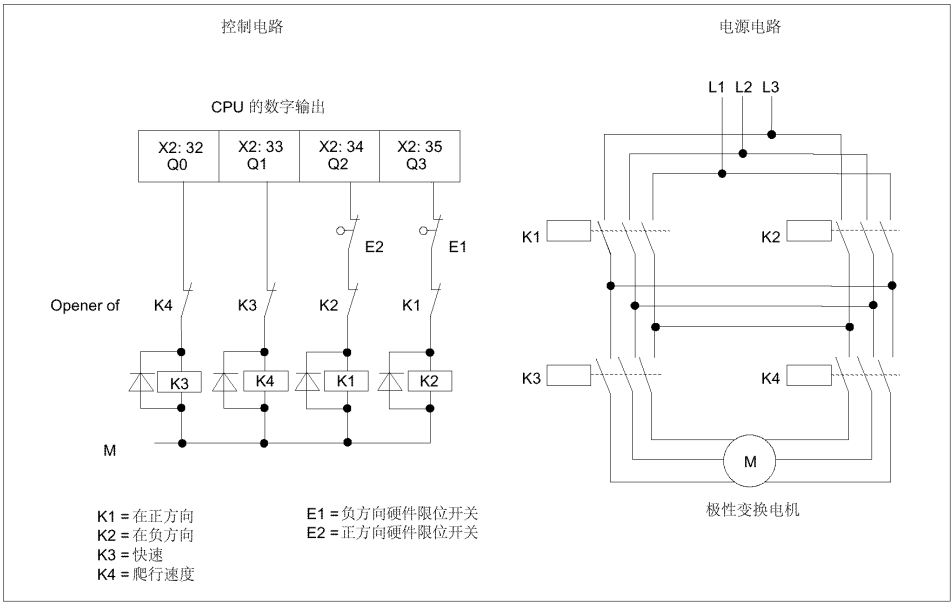 控制电路
电源电路
CPU 的数字输出
X2: 32 X2: 33 X2: 34 X2: 35
Q0 Q1 Q2 Q3
E2 E1
Opener of K4 K3 K2 K1
K3 K4 K1 K2
M
K1 = 在正方向
K2 = 在负方向
K3 = 快速
K4 = 爬行速度
E1 = 负方向硬件限位开关
E2 = 正方向硬件限位开关
L1 L2 L3
K1 K2
K3 K4
M
极性变换电机